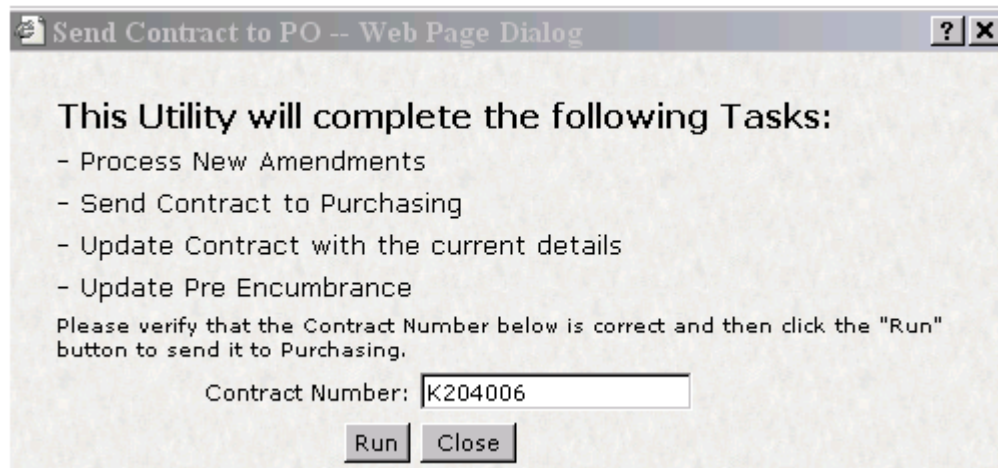 Send Contract to PO -- Web Page Dialog
This Utility will complete the following Tasks:
- Process New Amendments
- Send Contract to Purchasing
- Update Contract with the current details
- Update Pre Encumbrance
Please verify that the Contract Number below is correct and then click the "Run"
button to send it to Purchasing.
Contract Number: K204006
Run Close